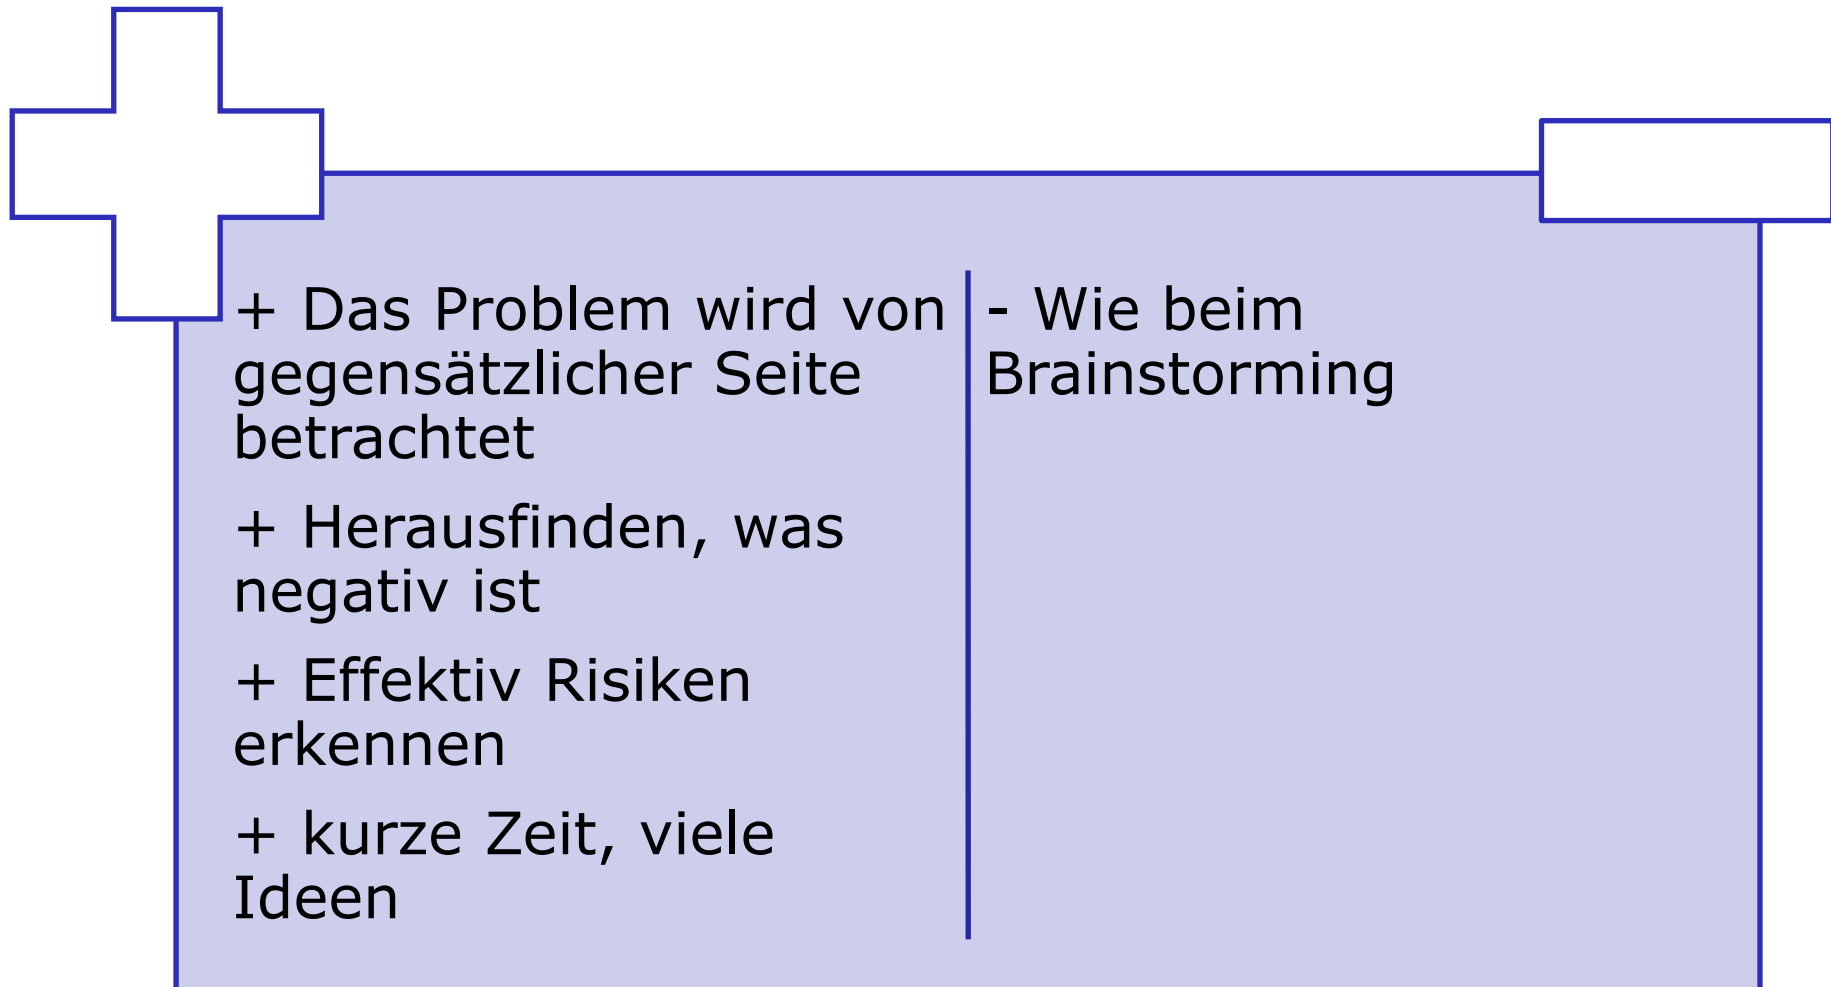 + Das Problem wird von
gegensätzlicher Seite
betrachtet
+ Herausfinden, was
negativ ist
+ Effektiv Risiken
erkennen
+ kurze Zeit, viele
Ideen
- Wie beim
Brainstorming